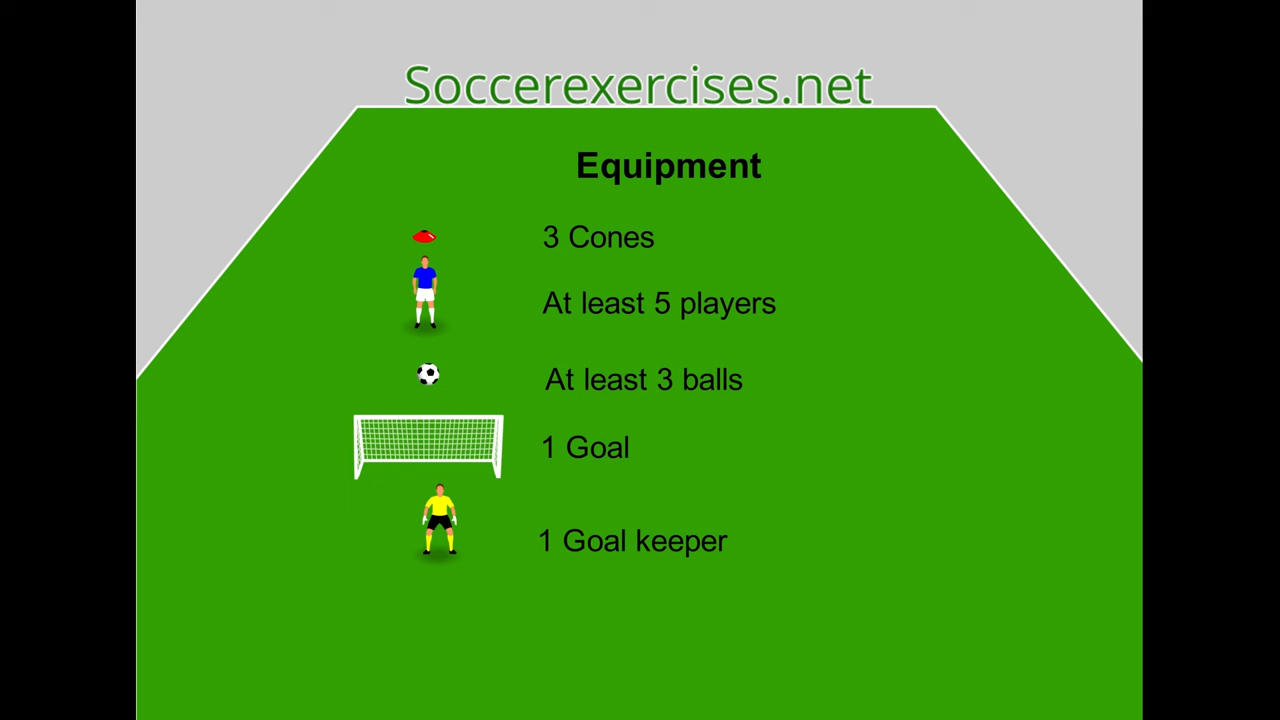 Soccerexercises.net
Equipment
3 Cones
At least 5 players
At least 3 balls
1 Goal
1 Goal keeper